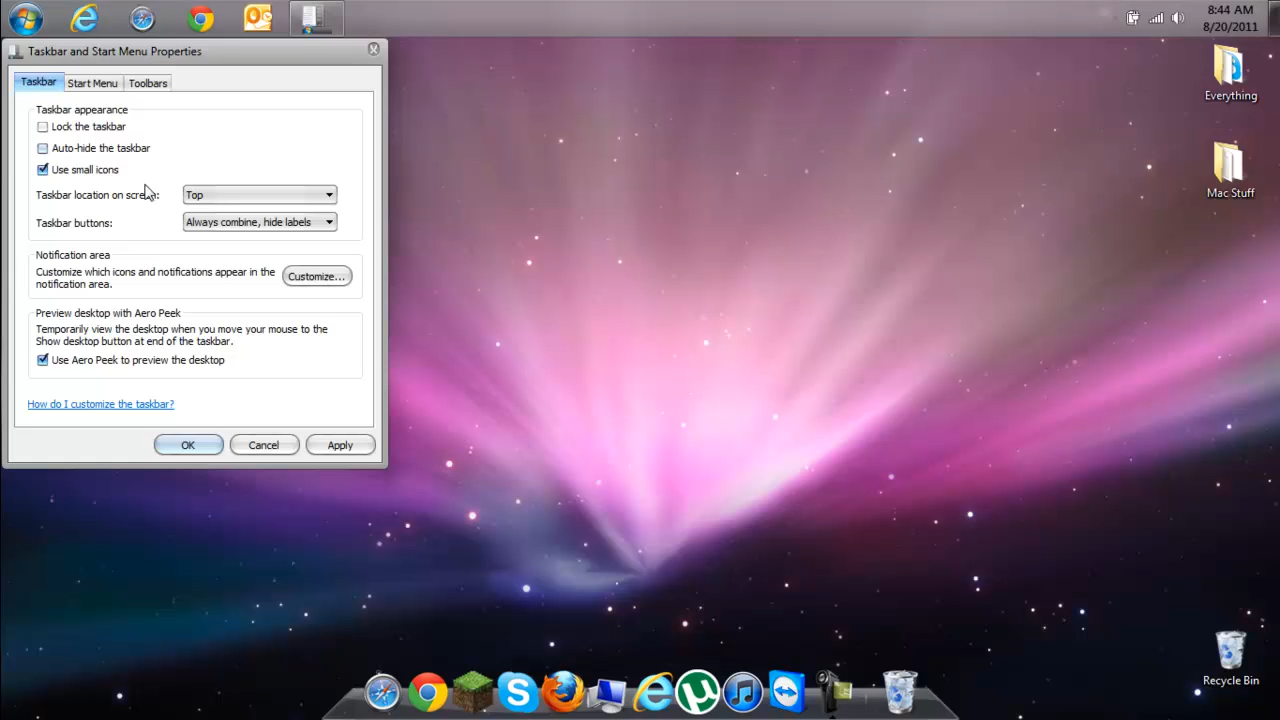 8:44 AM
8/20/2011
Taskbar and Start Menu Properties
Taskbar
Start Menu
Toolbars
Taskbar appearance
Lock the taskbar
Auto-hide the taskbar
Use small icons
Taskbar location on screen:
Top
Taskbar buttons:
Always combine, hide labels
Notification area
Customize which icons and notifications appear in the
notification area.
Customize...
Preview desktop with Aero Peek
Temporarily view the desktop when you move your mouse to the
Show desktop button at end of the taskbar.
Use Aero Peek to preview the desktop
How do I customize the taskbar?
OK
Cancel
Apply
Everything
Mac Stuff
Recycle Bin